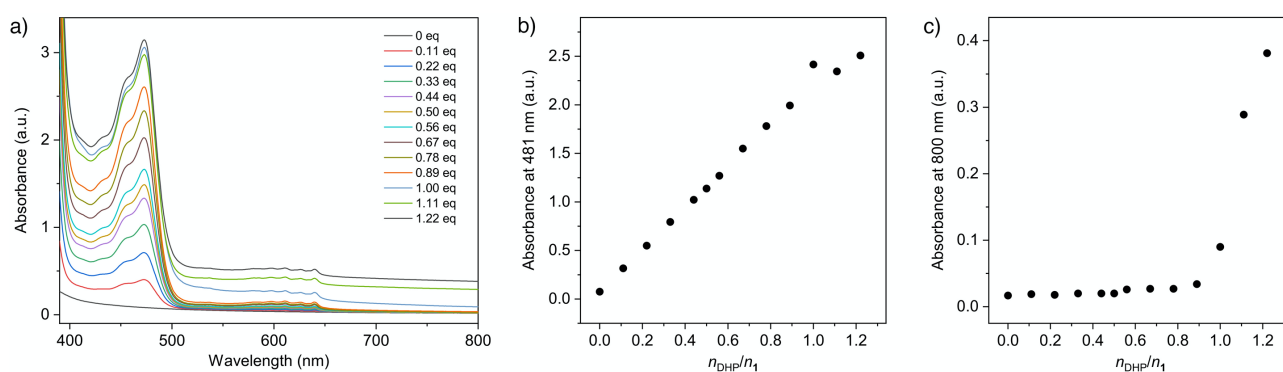 a)
Absorbance (a.u.)
3
2
1
0
400
500
600
700
800
Wavelength (nm)
0 eq
0.11 eq
0.22 eq
0.33 eq
0.44 eq
0.50 eq
0.56 eq
0.67 eq
0.78 eq
0.89 eq
1.00 eq
1.11 eq
1.22 eq
b)
Absorbance at 481 nm (a.u.)
2.5
2.0
1.5
1.0
0.5
0.0
0.0 0.2 0.4 0.6 0.8 1.0 1.2
nDHP/n1
c)
Absorbance at 800 nm (a.u.)
0.4
0.3
0.2
0.1
0.0
0.0 0.2 0.4 0.6 0.8 1.0 1.2
nDHP/n1